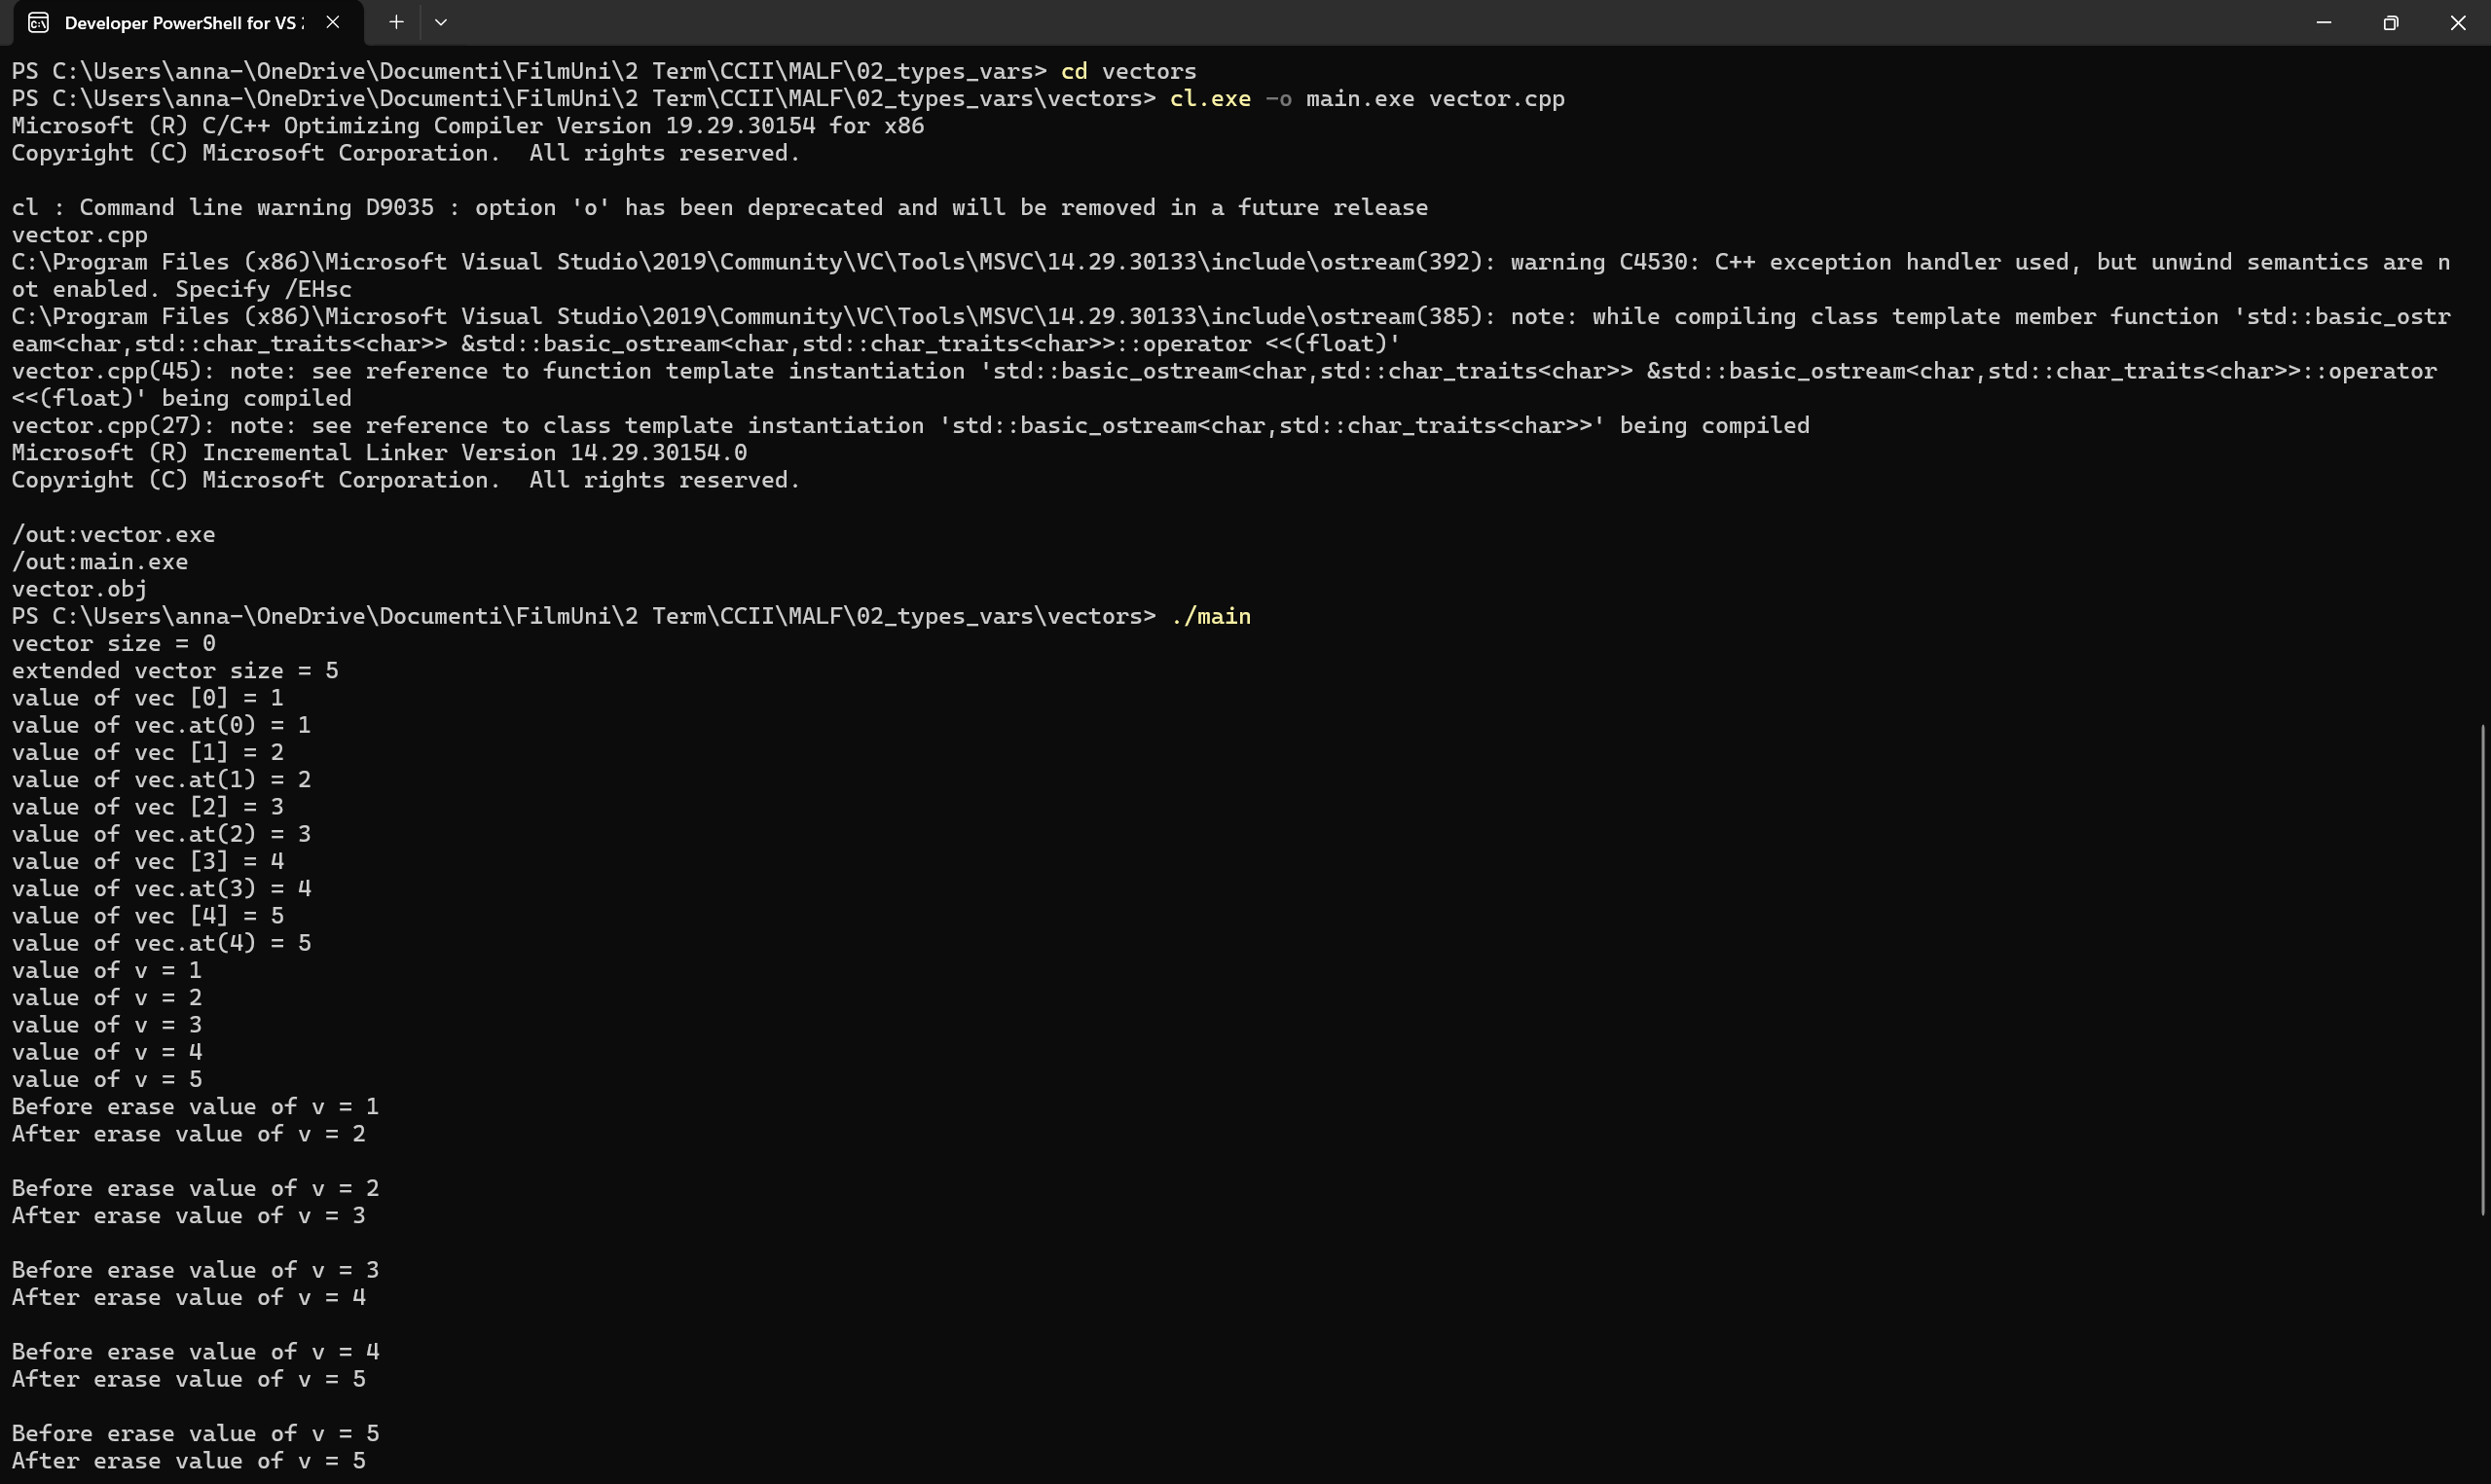 Developer PowerShell for VS 2
PS C:\Users\anna-\OneDrive\Documenti\FilmUni\2 Term\CCII\MALF\02_types_vars> cd vectors
PS C:\Users\anna-\OneDrive\Documenti\FilmUni\2 Term\CCII\MALF\02_types_vars\vectors> cl.exe -o main.exe vector.cpp
Microsoft (R) C/C++ Optimizing Compiler Version 19.29.30154 for x86
Copyright (C) Microsoft Corporation.  All rights reserved.

cl : Command line warning D9035 : option 'o' has been deprecated and will be removed in a future release
vector.cpp
C:\Program Files (x86)\Microsoft Visual Studio\2019\Community\VC\Tools\MSVC\14.29.30133\include\ostream(392): warning C4530: C++ exception handler used, but unwind semantics are n
ot enabled. Specify /EHsc
C:\Program Files (x86)\Microsoft Visual Studio\2019\Community\VC\Tools\MSVC\14.29.30133\include\ostream(385): note: while compiling class template member function 'std::basic_ostr
eam<char,std::char_traits<char>> &std::basic_ostream<char,std::char_traits<char>>::operator <<(float)'
vector.cpp(45): note: see reference to function template instantiation 'std::basic_ostream<char,std::char_traits<char>> &std::basic_ostream<char,std::char_traits<char>>::operator
<<(float)' being compiled
vector.cpp(27): note: see reference to class template instantiation 'std::basic_ostream<char,std::char_traits<char>>' being compiled
Microsoft (R) Incremental Linker Version 14.29.30154.0
Copyright (C) Microsoft Corporation.  All rights reserved.

/out:vector.exe
/out:main.exe
vector.obj
PS C:\Users\anna-\OneDrive\Documenti\FilmUni\2 Term\CCII\MALF\02_types_vars\vectors> ./main
vector size = 0
extended vector size = 5
value of vec [0] = 1
value of vec.at(0) = 1
value of vec [1] = 2
value of vec.at(1) = 2
value of vec [2] = 3
value of vec.at(2) = 3
value of vec [3] = 4
value of vec.at(3) = 4
value of vec [4] = 5
value of vec.at(4) = 5
value of v = 1
value of v = 2
value of v = 3
value of v = 4
value of v = 5
Before erase value of v = 1
After erase value of v = 2

Before erase value of v = 2
After erase value of v = 3

Before erase value of v = 3
After erase value of v = 4

Before erase value of v = 4
After erase value of v = 5

Before erase value of v = 5
After erase value of v = 5